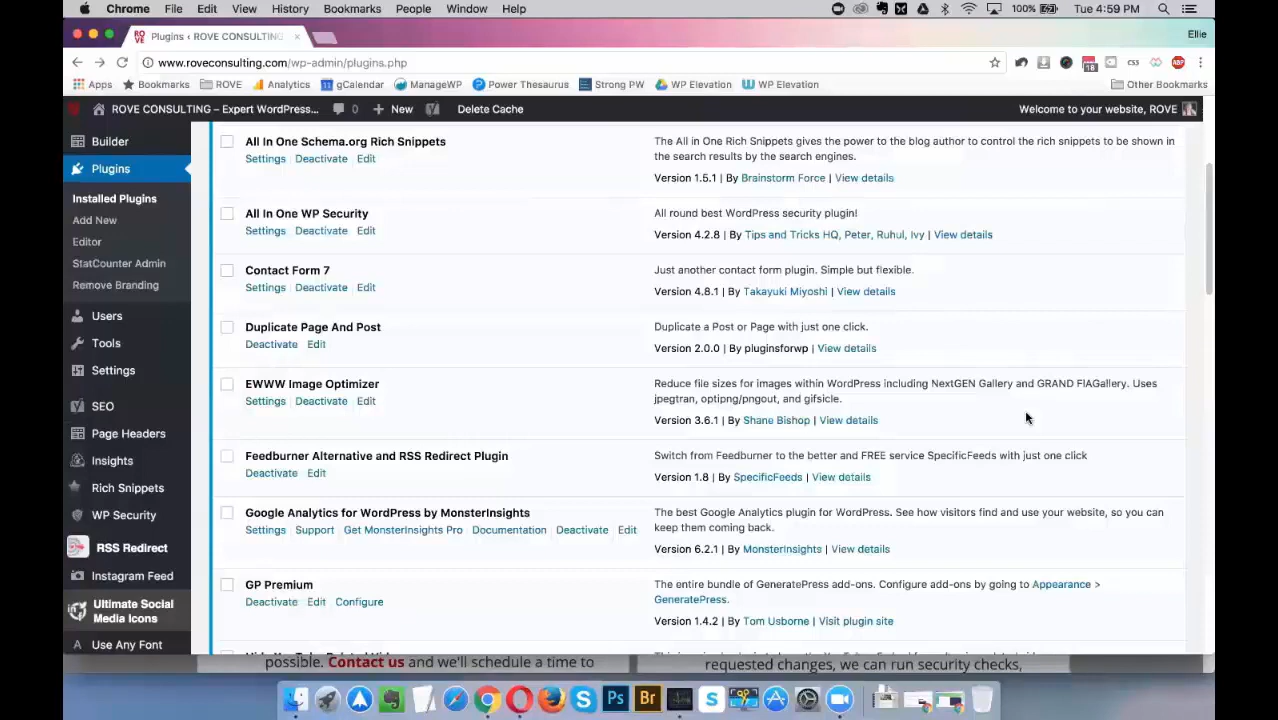 Chrome File Edit View History Bookmarks People Window Help 100% Tue 4:59 PM
Plugins ‹ ROVE CONSULTING Ellie
www.roveconsulting.com/wp-admin/plugins.php 18 CSS ABP
Apps Bookmarks ROVE Analytics gCalendar ManageWP Power Thesaurus Strong PW WP Elevation WP Elevation Other Bookmarks
ROVE CONSULTING – Expert WordPress... 0 New Delete Cache Welcome to your website, ROVE
Builder
Plugins
Installed Plugins
Add New
Editor
StatCounter Admin
Remove Branding
Users
Tools
Settings
SEO
Page Headers
Insights
Rich Snippets
WP Security
RSS Redirect
Instagram Feed
Ultimate Social
Media Icons
A Use Any Font
All In One Schema.org Rich Snippets
Settings | Deactivate | Edit
The All in One Rich Snippets gives the power to the blog author to control the rich snippets to be shown in
the search results by the search engines.
Version 1.5.1 | By Brainstorm Force | View details
All In One WP Security
Settings | Deactivate | Edit
All round best WordPress security plugin!
Version 4.2.8 | By Tips and Tricks HQ, Peter, Ruhul, Ivy | View details
Contact Form 7
Settings | Deactivate | Edit
Just another contact form plugin. Simple but flexible.
Version 4.8.1 | By Takayuki Miyoshi | View details
Duplicate Page And Post
Deactivate | Edit
Duplicate a Post or Page with just one click.
Version 2.0.0 | By pluginsforwp | View details
EWWW Image Optimizer
Settings | Deactivate | Edit
Reduce file sizes for images within WordPress including NextGEN Gallery and GRAND FlAGallery. Uses
jpegtran, optipng/pngout, and gifsicle.
Version 3.6.1 | By Shane Bishop | View details
Feedburner Alternative and RSS Redirect Plugin
Deactivate | Edit
Switch from Feedburner to the better and FREE service SpecificFeeds with just one click
Version 1.8 | By SpecificFeeds | View details
Google Analytics for WordPress by MonsterInsights
Settings | Support | Get MonsterInsights Pro | Documentation | Deactivate | Edit
The best Google Analytics plugin for WordPress. See how visitors find and use your website, so you can
keep them coming back.
Version 6.2.1 | By MonsterInsights | View details
GP Premium
Deactivate | Edit | Configure
The entire bundle of GeneratePress add-ons. Configure add-ons by going to Appearance >
GeneratePress.
Version 1.4.2 | By Tom Usborne | Visit plugin site
possible. Contact us and we'll schedule a time to
requested changes, we can run security checks,
Ps Br